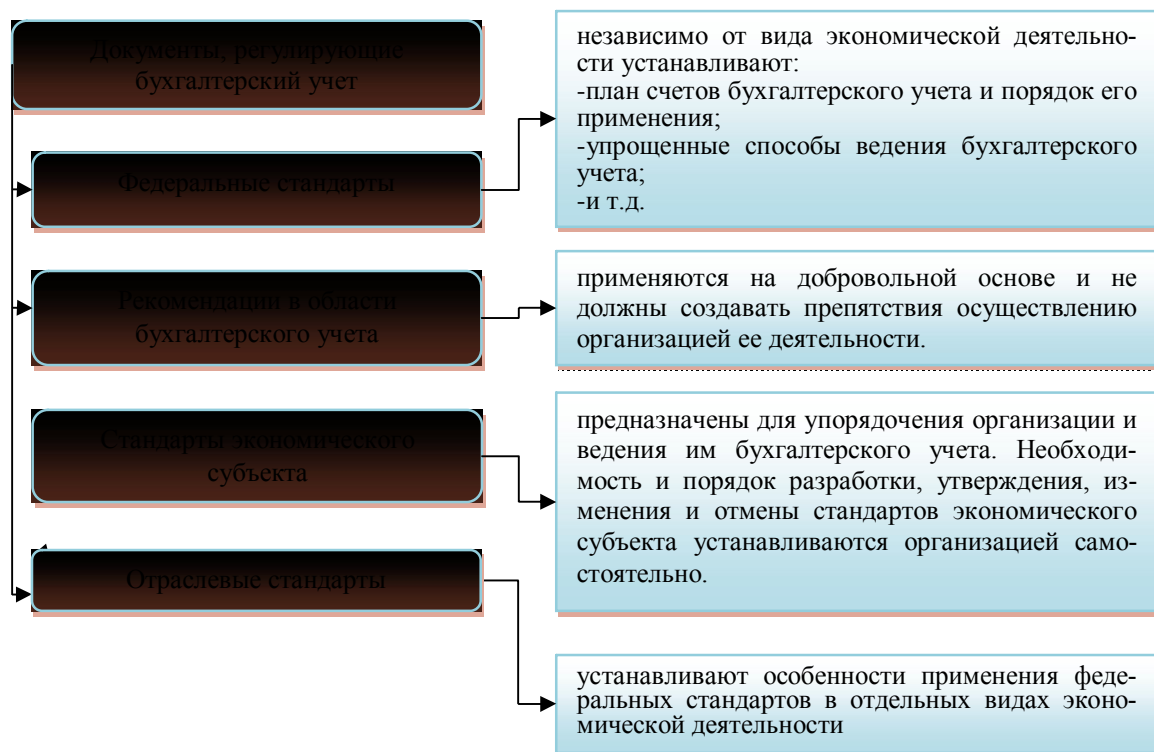 Документы, регулирующие
бухгалтерский учет
независимо от вида экономической деятельно-
сти устанавливают:
-план счетов бухгалтерского учета и порядок его
применения;
-упрощенные способы ведения бухгалтерского
учета;
-и т.д.
Федеральные стандарты
Рекомендации в области
бухгалтерского учета
применяются на добровольной основе и не
должны создавать препятствия осуществлению
организацией ее деятельности.
Стандарты экономического
субъекта
предназначены для упорядочения организации и
ведения им бухгалтерского учета. Необходи-
мость и порядок разработки, утверждения, из-
менения и отмены стандартов экономического
субъекта устанавливаются организацией само-
стоятельно.
Отраслевые стандарты
устанавливают особенности применения феде-
ральных стандартов в отдельных видах эконо-
мической деятельности